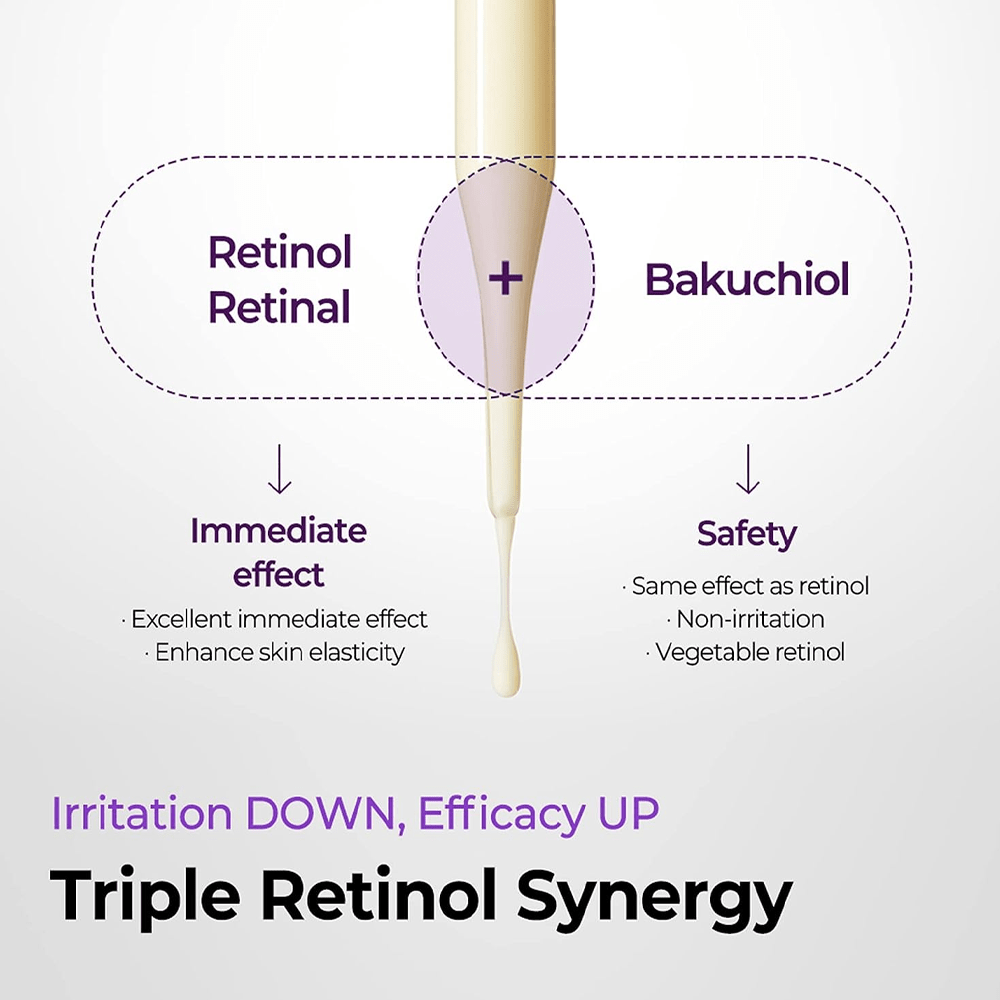 Retinol
Retinal
+
Bakuchiol
Immediate
effect
· Excellent immediate effect
· Enhance skin elasticity
Safety
· Same effect as retinol
· Non-irritation
· Vegetable retinol
Irritation DOWN, Efficacy UP
Triple Retinol Synergy